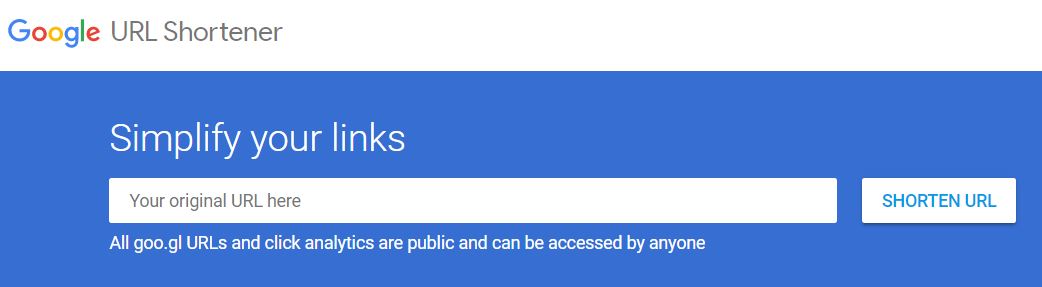 Google URL Shortener
Simplify your links
Your original URL here
SHORTEN URL
All goo.gl URLs and click analytics are public and can be accessed by anyone